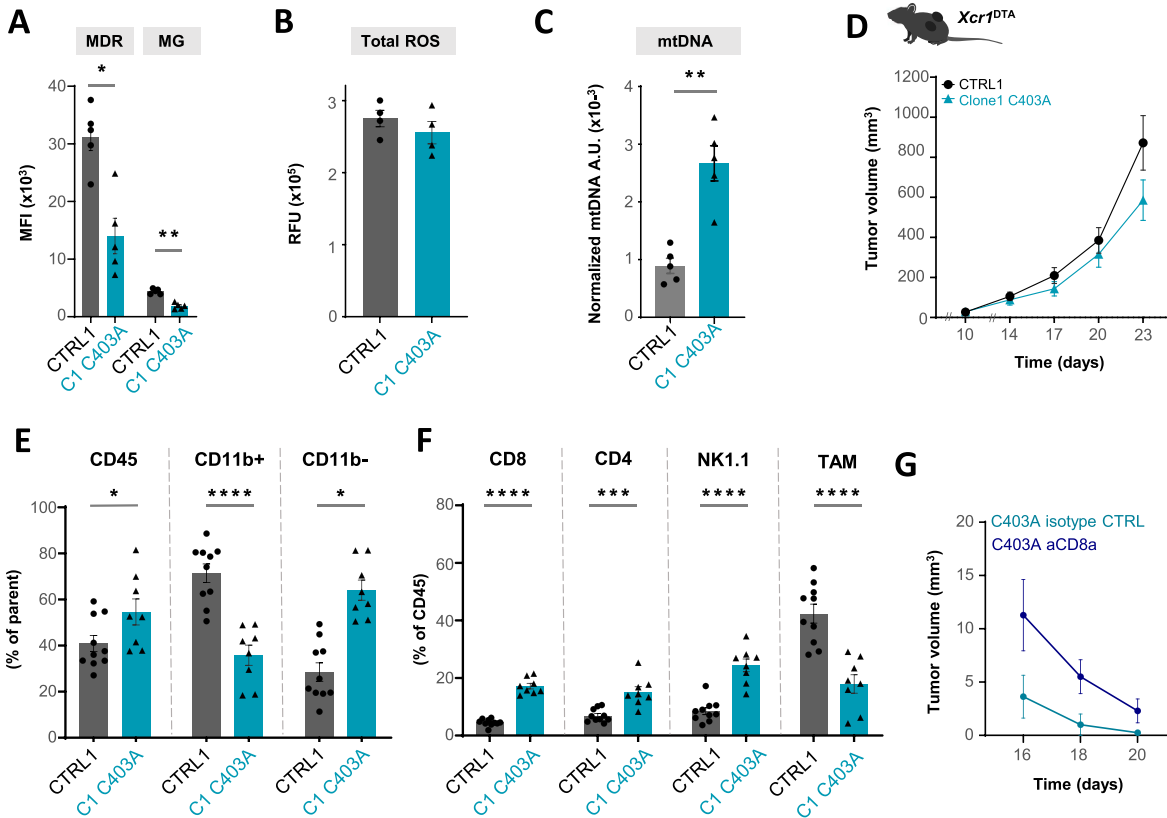 A
MDR
MG
*
**
MFI (x10³)
40
30
20
10
0
CTRL1
C1 C403A
CTRL1
C1 C403A
B
Total ROS
RFU (x10⁵)
3
2
1
0
CTRL1
C1 C403A
C
mtDNA
**
Normalized mtDNA A.U. (x10⁻³)
4
3
2
1
0
CTRL1
C1 C403A
D
Xcr1ᴰᵀᴬ
CTRL1
Clone1 C403A
Tumor volume (mm³)
1200
1000
800
600
400
200
0
10 14 17 20 23
Time (days)
E
CD45 CD11b+ CD11b-
* **** *
(% of parent)
100
80
60
40
20
0
CTRL1
C1 C403A
CTRL1
C1 C403A
CTRL1
C1 C403A
F
CD8 CD4 NK1.1 TAM
**** *** **** ****
(% of CD45)
80
60
40
20
0
CTRL1
C1 C403A
CTRL1
C1 C403A
CTRL1
C1 C403A
CTRL1
C1 C403A
G
C403A isotype CTRL
C403A aCD8a
Tumor volume (mm³)
20
15
10
5
0
16 18 20
Time (days)